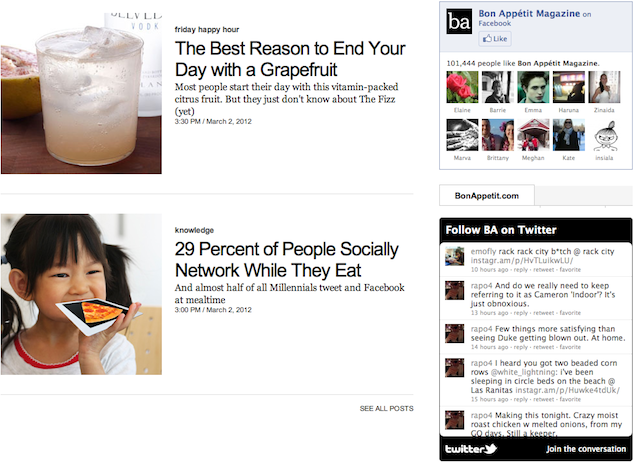 SELVEL
VODK
friday happy hour
The Best Reason to End Your
Day with a Grapefruit
Most people start their day with this vitamin-packed
citrus fruit. But they just don't know about The Fizz
(yet)
3:30 PM / March 2, 2012
knowledge
29 Percent of People Socially
Network While They Eat
And almost half of all Millennials tweet and Facebook
at mealtime
3:00 PM / March 2, 2012
SEE ALL POSTS
ba
Bon Appétit Magazine on
Facebook
Like
101,444 people like Bon Appétit Magazine.
Elaine Barrie Emma Haruna Zinaida
Marva Brittany Meghan Kate insiala
BonAppetit.com
Follow BA on Twitter
emofly rack rack city b*tch @ rack city
instagr.am/p/HvTLuikwLU/
10 hours ago · reply · retweet · favorite
rapo4 And do we really need to keep
referring to it as Cameron 'Indoor'? It's
just obnoxious.
13 hours ago · reply · retweet · favorite
rapo4 Few things more satisfying than
seeing Duke getting blown out. At home.
14 hours ago · reply · retweet · favorite
rapo4 I heard you got two beaded corn
rows @white_lightning: i've been
sleeping in circle beds on the beach @
Las Ranitas instagr.am/p/Huwke4tdUk/
15 hours ago · reply · retweet · favorite
rapo4 Making this tonight. Crazy moist
roast chicken w melted onions, from my
GQ days. Still a keeper.
twitter
Join the conversation